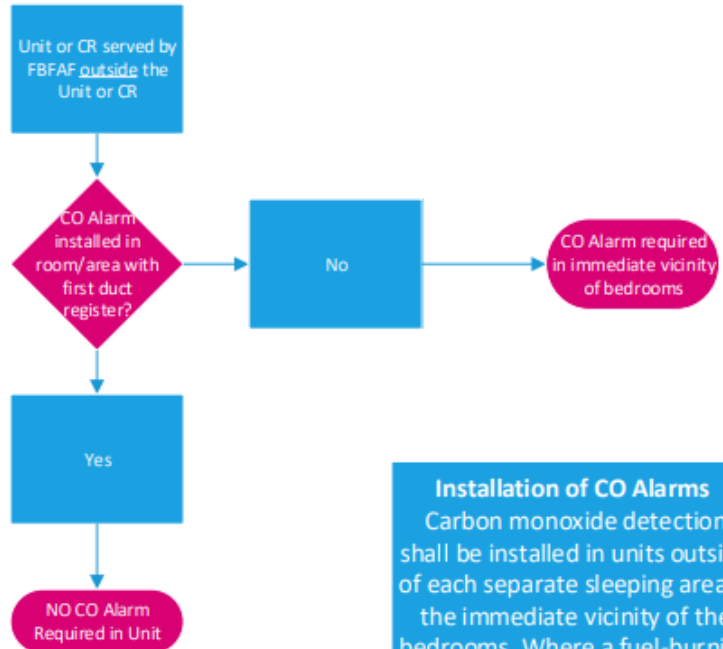 Unit or CR served by
FBFAF outside the
Unit or CR
CO Alarm
installed in
room/area with
first duct
register?
No
CO Alarm required
in immediate vicinity
of bedrooms
Yes
NO CO Alarm
Required in Unit
Installation of CO Alarms
Carbon monoxide detection
shall be installed in units
of each separate sleeping
the immediate vicinity of the
bedrooms. Where a